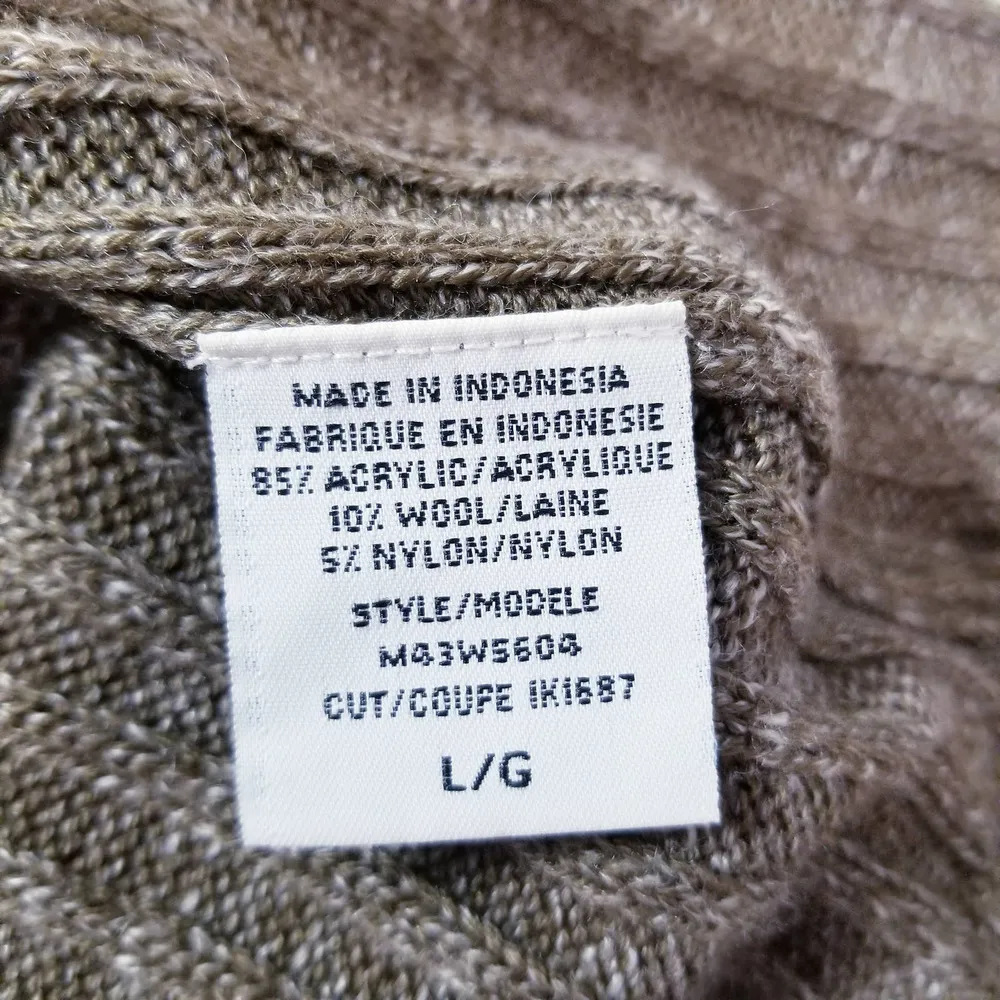 MADE IN INDONESIA
FABRIQUE EN INDONESIE
85% ACRYLIC/ACRYLIQUE
10% WOOL/LAINE
5% NYLON/NYLON
STYLE/MODELE
M43W5604
CUT/COUPE IK1687
L/G